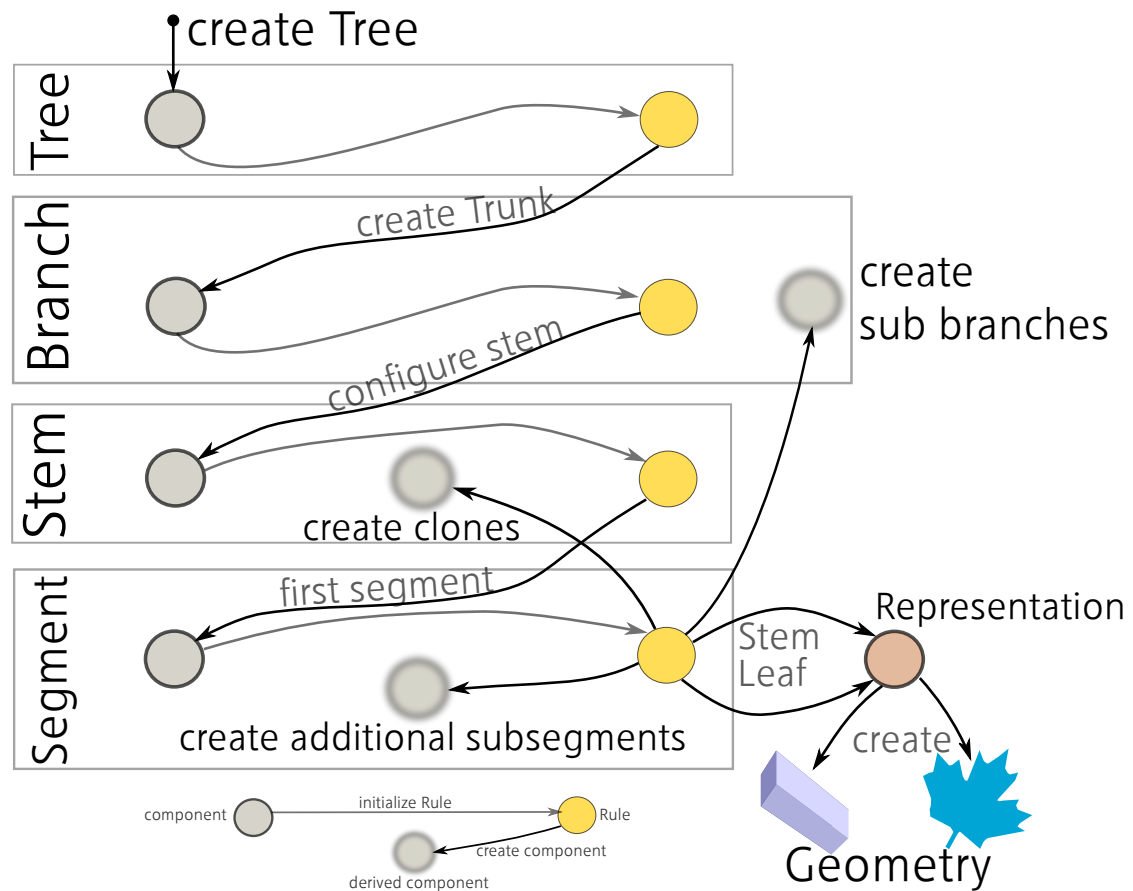 create Tree
Tree
create Trunk
Branch
create
sub branches
configure stem
Stem
create clones
first segment
Segment
Representation
Stem
Leaf
create additional subsegments
create
initialize Rule
component
Rule
create component
Geometry
derived component